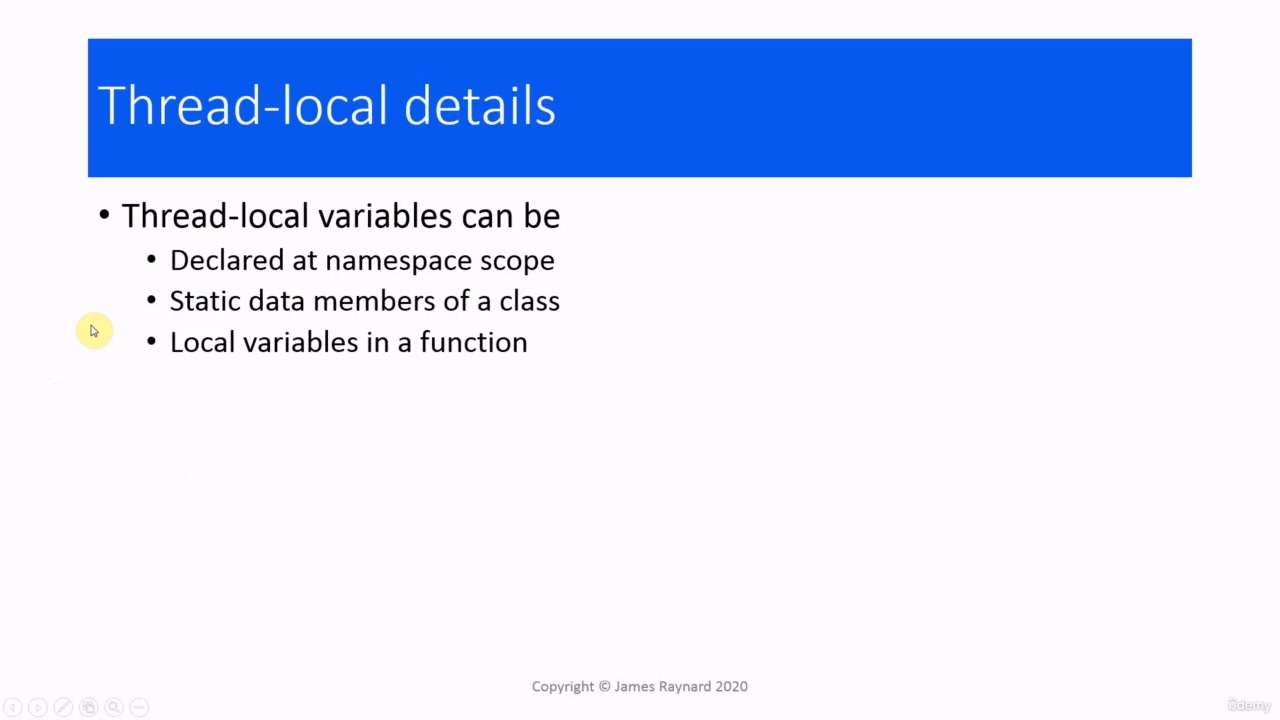 Thread-local details
• Thread-local variables can be
• Declared at namespace scope
• Static data members of a class
• Local variables in a function
Copyright © James Raynard 2020
ûdemy